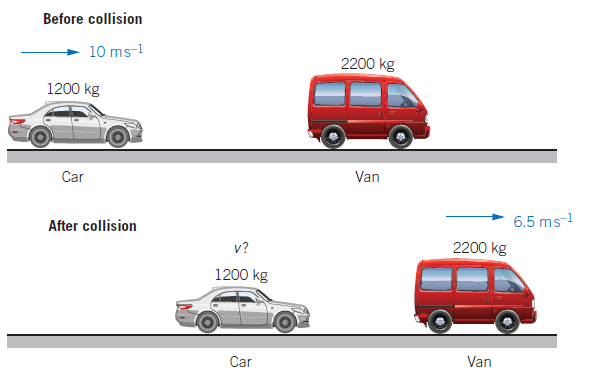 Before collision
10 ms⁻¹
2200 kg
1200 kg
Car
Van
After collision
6.5 ms⁻¹
v?
2200 kg
1200 kg
Car
Van